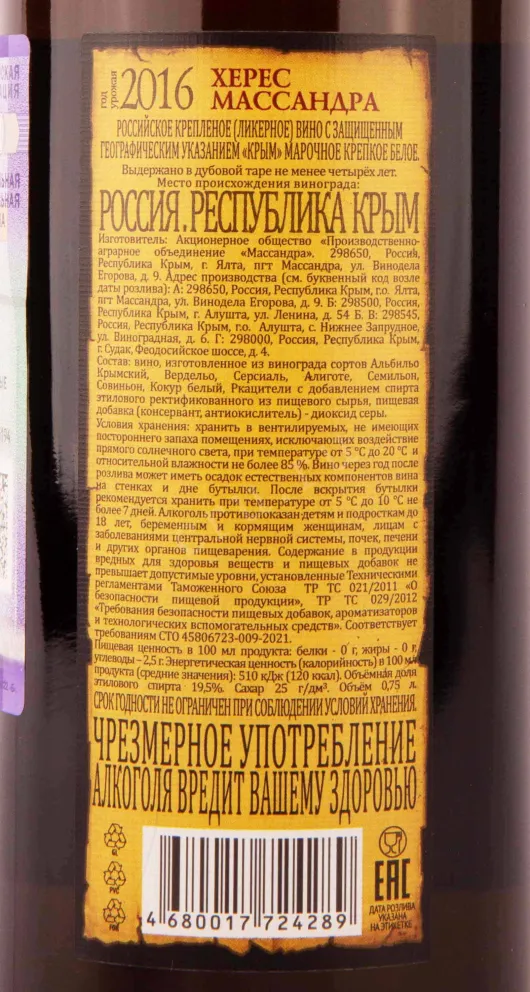 год урожая 2016 ХЕРЕС
МАССАНДРА
РОССИЙСКОЕ КРЕПЛЕНОЕ (ЛИКЕРНОЕ) ВИНО С ЗАЩИЩЕННЫМ
ГЕОГРАФИЧЕСКИМ УКАЗАНИЕМ «КРЫМ» МАРОЧНОЕ КРЕПКОЕ БЕЛОЕ.
Выдержано в дубовой таре не менее четырёх лет.
Место происхождения винограда:
РОССИЯ. РЕСПУБЛИКА КРЫМ
Изготовитель: Акционерное общество «Производственно-
аграрное объединение «Массандра». 298650, Россия,
Республика Крым, г. Ялта, пгт Массандра, ул. Винодела
Егорова, д. 9. Адрес производства (см. буквенный код возле
даты розлива): А: 298650, Россия, Республика Крым, г.о. Ялта,
пгт Массандра, ул. Винодела Егорова, д. 9. Б: 298500, Россия,
Республика Крым, г. Алушта, ул. Ленина, д. 54 Б. В: 298545,
Россия, Республика Крым, г.о. Алушта, с. Нижнее Запрудное,
ул. Виноградная, д. 6. Г: 298000, Россия, Республика Крым,
г. Судак, Феодосийское шоссе, д. 4.
Состав: вино, изготовленное из винограда сортов Альбильо
Крымский, Вердельо, Серсиаль, Алиготе, Семильон,
Совиньон, Кокур белый, Ркацители с добавлением спирта
этилового ректификованного из пищевого сырья, пищевая
добавка (консервант, антиокислитель) - диоксид серы.
Условия хранения: хранить в вентилируемых, не имеющих
постороннего запаха помещениях, исключающих воздействие
прямого солнечного света, при температуре от 5 °С до 20 °С и
относительной влажности не более 85 %. Вино через год после
розлива может иметь осадок естественных компонентов вина
на стенках и дне бутылки. После вскрытия бутылки
рекомендуется хранить при температуре от 5 °С до 10 °С не
более 7 дней. Алкоголь противопоказан детям и подросткам до
18 лет, беременным и кормящим женщинам, лицам с
заболеваниями центральной нервной системы, почек, печени
и других органов пищеварения. Содержание в продукции
вредных для здоровья веществ и пищевых добавок не
превышает допустимые уровни, установленные Техническими
регламентами Таможенного Союза ТР ТС 021/2011 «О
безопасности пищевой продукции», ТР ТС 029/2012
«Требования безопасности пищевых добавок, ароматизаторов
и технологических вспомогательных средств». Соответствует
требованиям СТО 45806723-009-2021.
Пищевая ценность в 100 мл продукта: белки - 0 г, жиры - 0 г,
углеводы – 2,5 г. Энергетическая ценность (калорийность) в 100 мл
продукта (средние значения): 510 кДж (120 ккал). Объёмная доля
этилового спирта 19,5%. Сахар 25 г/дм³. Объём 0,75 л.
СРОК ГОДНОСТИ НЕ ОГРАНИЧЕН ПРИ СОБЛЮДЕНИИ УСЛОВИЙ ХРАНЕНИЯ.
ЧРЕЗМЕРНОЕ УПОТРЕБЛЕНИЕ
АЛКОГОЛЯ ВРЕДИТ ВАШЕМУ ЗДОРОВЬЮ
GL
PVC
FOR
4 680017 724289
EAC
ДАТА РОЗЛИВА
УКАЗАНА
НА ЭТИКЕТКЕ